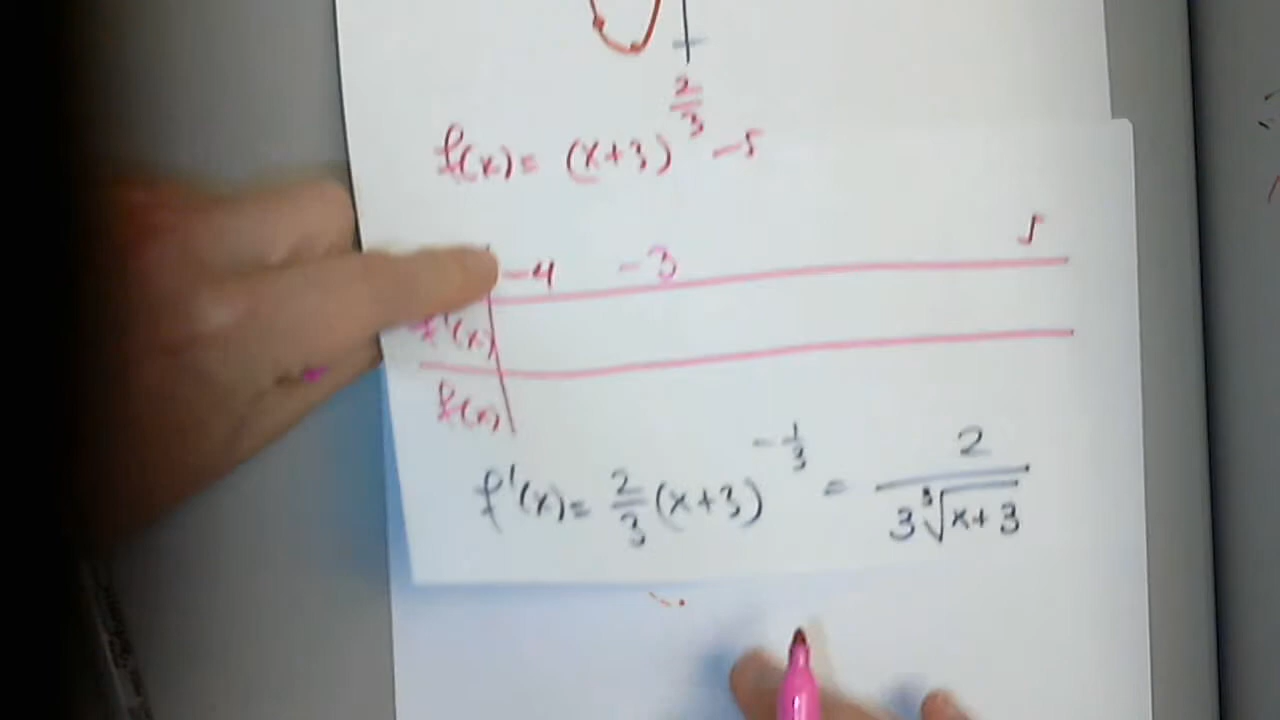 f(x) = (x+3)^{2/3} -5
-4 -3 5
f'(x)
f(x)
f'(x) = 2/3 (x+3)^{-1/3} = 2/(3∛(x+3))